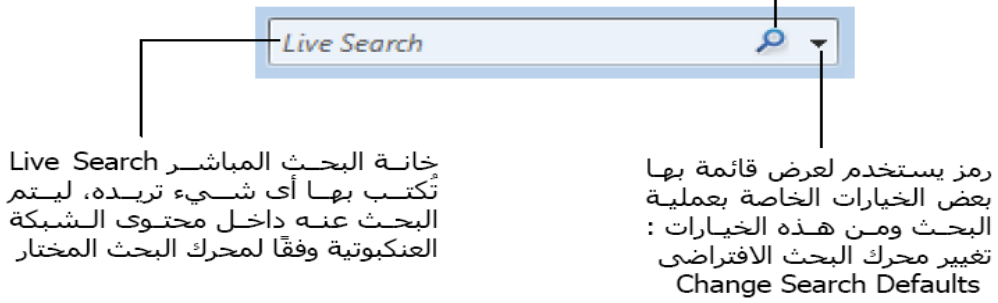 Live Search
خانة البحث المباشر Live Search
تُكتب بها أى شيء تريده، ليتم
البحث عنه داخل محتوى الشبكة
العنكبوتية وفقًا لمحرك البحث المختار
رمز يستخدم لعرض قائمة بها
بعض الخيارات الخاصة بعملية
البحث ومن هذه الخيارات :
تغيير محرك البحث الافتراضى
Change Search Defaults